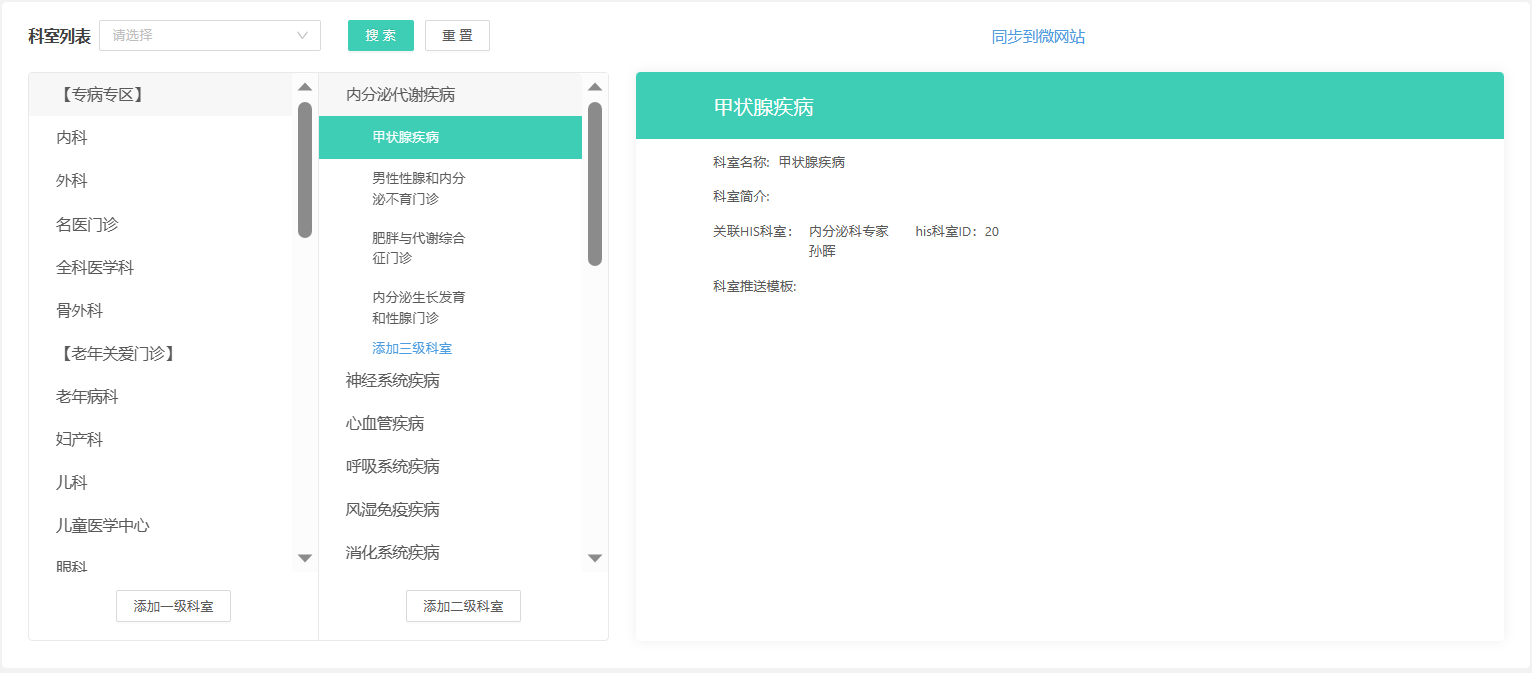 科室列表 请选择 搜 索 重 置 同步到微网站
【专病专区】
内科
外科
名医门诊
全科医学科
骨外科
【老年关爱门诊】
老年病科
妇产科
儿科
儿童医学中心
眼科
添加一级科室
内分泌代谢疾病
甲状腺疾病
男性性腺和内分
泌不育门诊
肥胖与代谢综合
征门诊
内分泌生长发育
和性腺门诊
添加三级科室
神经系统疾病
心血管疾病
呼吸系统疾病
风湿免疫疾病
消化系统疾病
添加二级科室
甲状腺疾病
科室名称: 甲状腺疾病
科室简介:
关联HIS科室： 内分泌科专家 his科室ID：20
孙晖
科室推送模板: